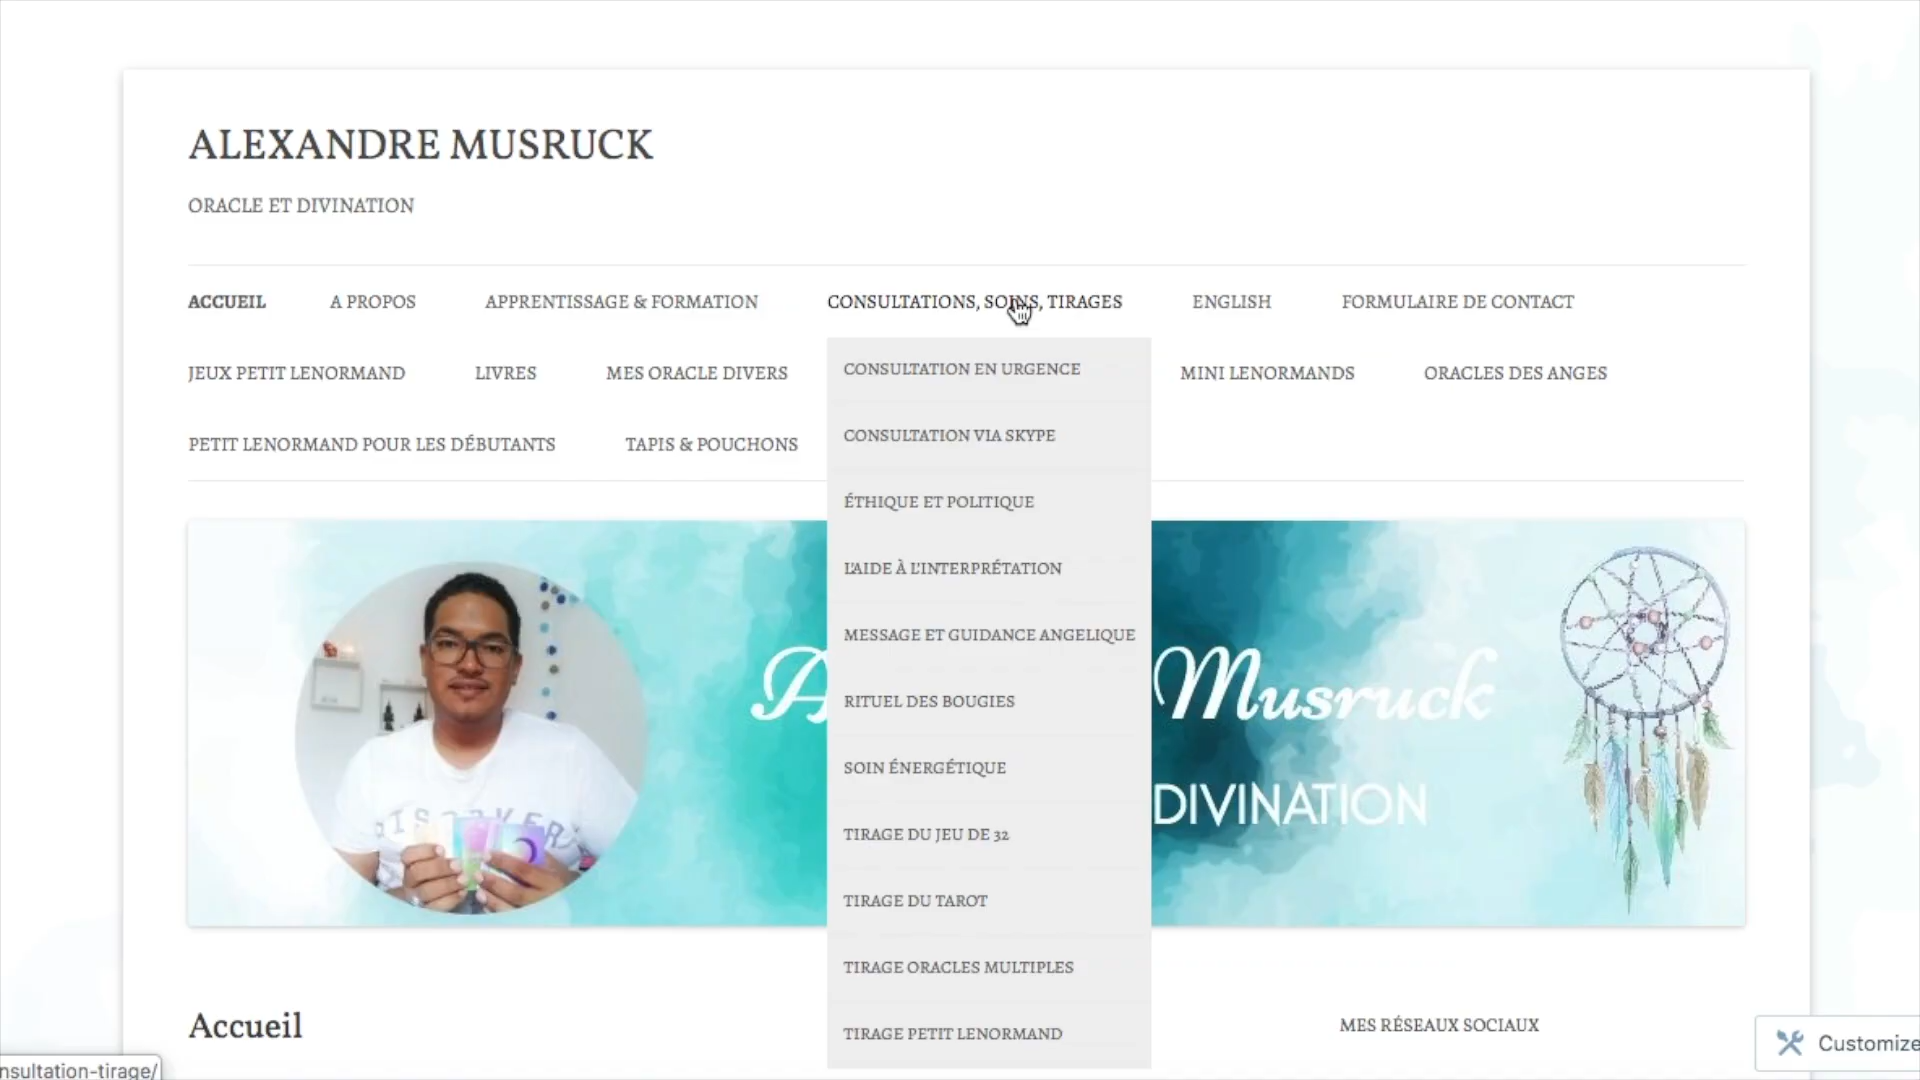 ALEXANDRE MUSRUCK
ORACLE ET DIVINATION
ACCUEIL A PROPOS APPRENTISSAGE & FORMATION CONSULTATIONS, SOINS, TIRAGES ENGLISH FORMULAIRE DE CONTACT
JEUX PETIT LENORMAND LIVRES MES ORACLE DIVERS MINI LENORMANDS ORACLES DES ANGES
PETIT LENORMAND POUR LES DÉBUTANTS TAPIS & POUCHONS
CONSULTATION EN URGENCE
CONSULTATION VIA SKYPE
ÉTHIQUE ET POLITIQUE
L'AIDE À L'INTERPRÉTATION
MESSAGE ET GUIDANCE ANGELIQUE
RITUEL DES BOUGIES
SOIN ÉNERGÉTIQUE
TIRAGE DU JEU DE 32
TIRAGE DU TAROT
TIRAGE ORACLES MULTIPLES
TIRAGE PETIT LENORMAND
A Musruck
DIVINATION
Accueil
MES RÉSEAUX SOCIAUX
Customize
nsultation-tirage/